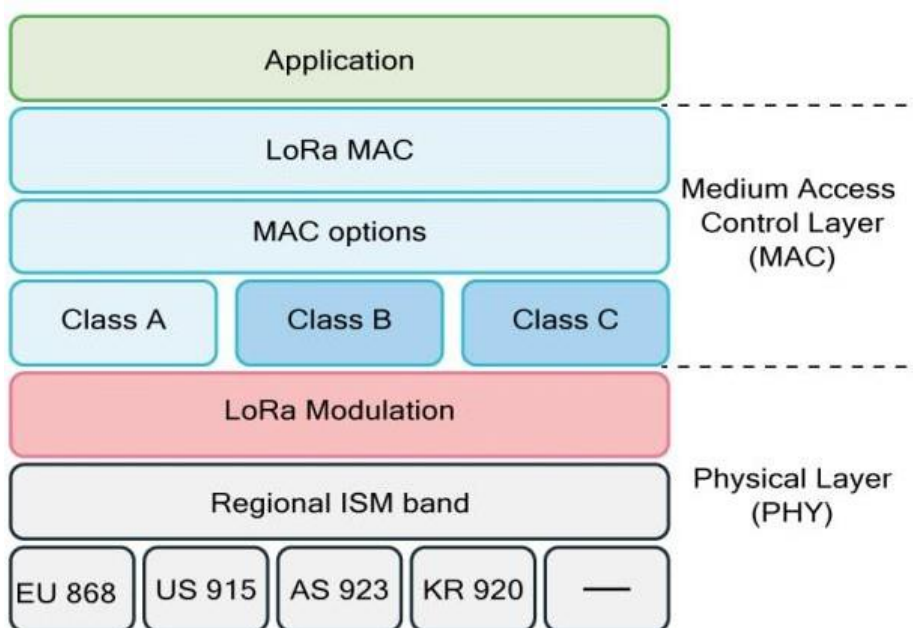 Application
LoRa MAC
MAC options
Medium Access
Control Layer
(MAC)
Class A
Class B
Class C
LoRa Modulation
Regional ISM band
Physical Layer
(PHY)
EU 868
US 915
AS 923
KR 920
—